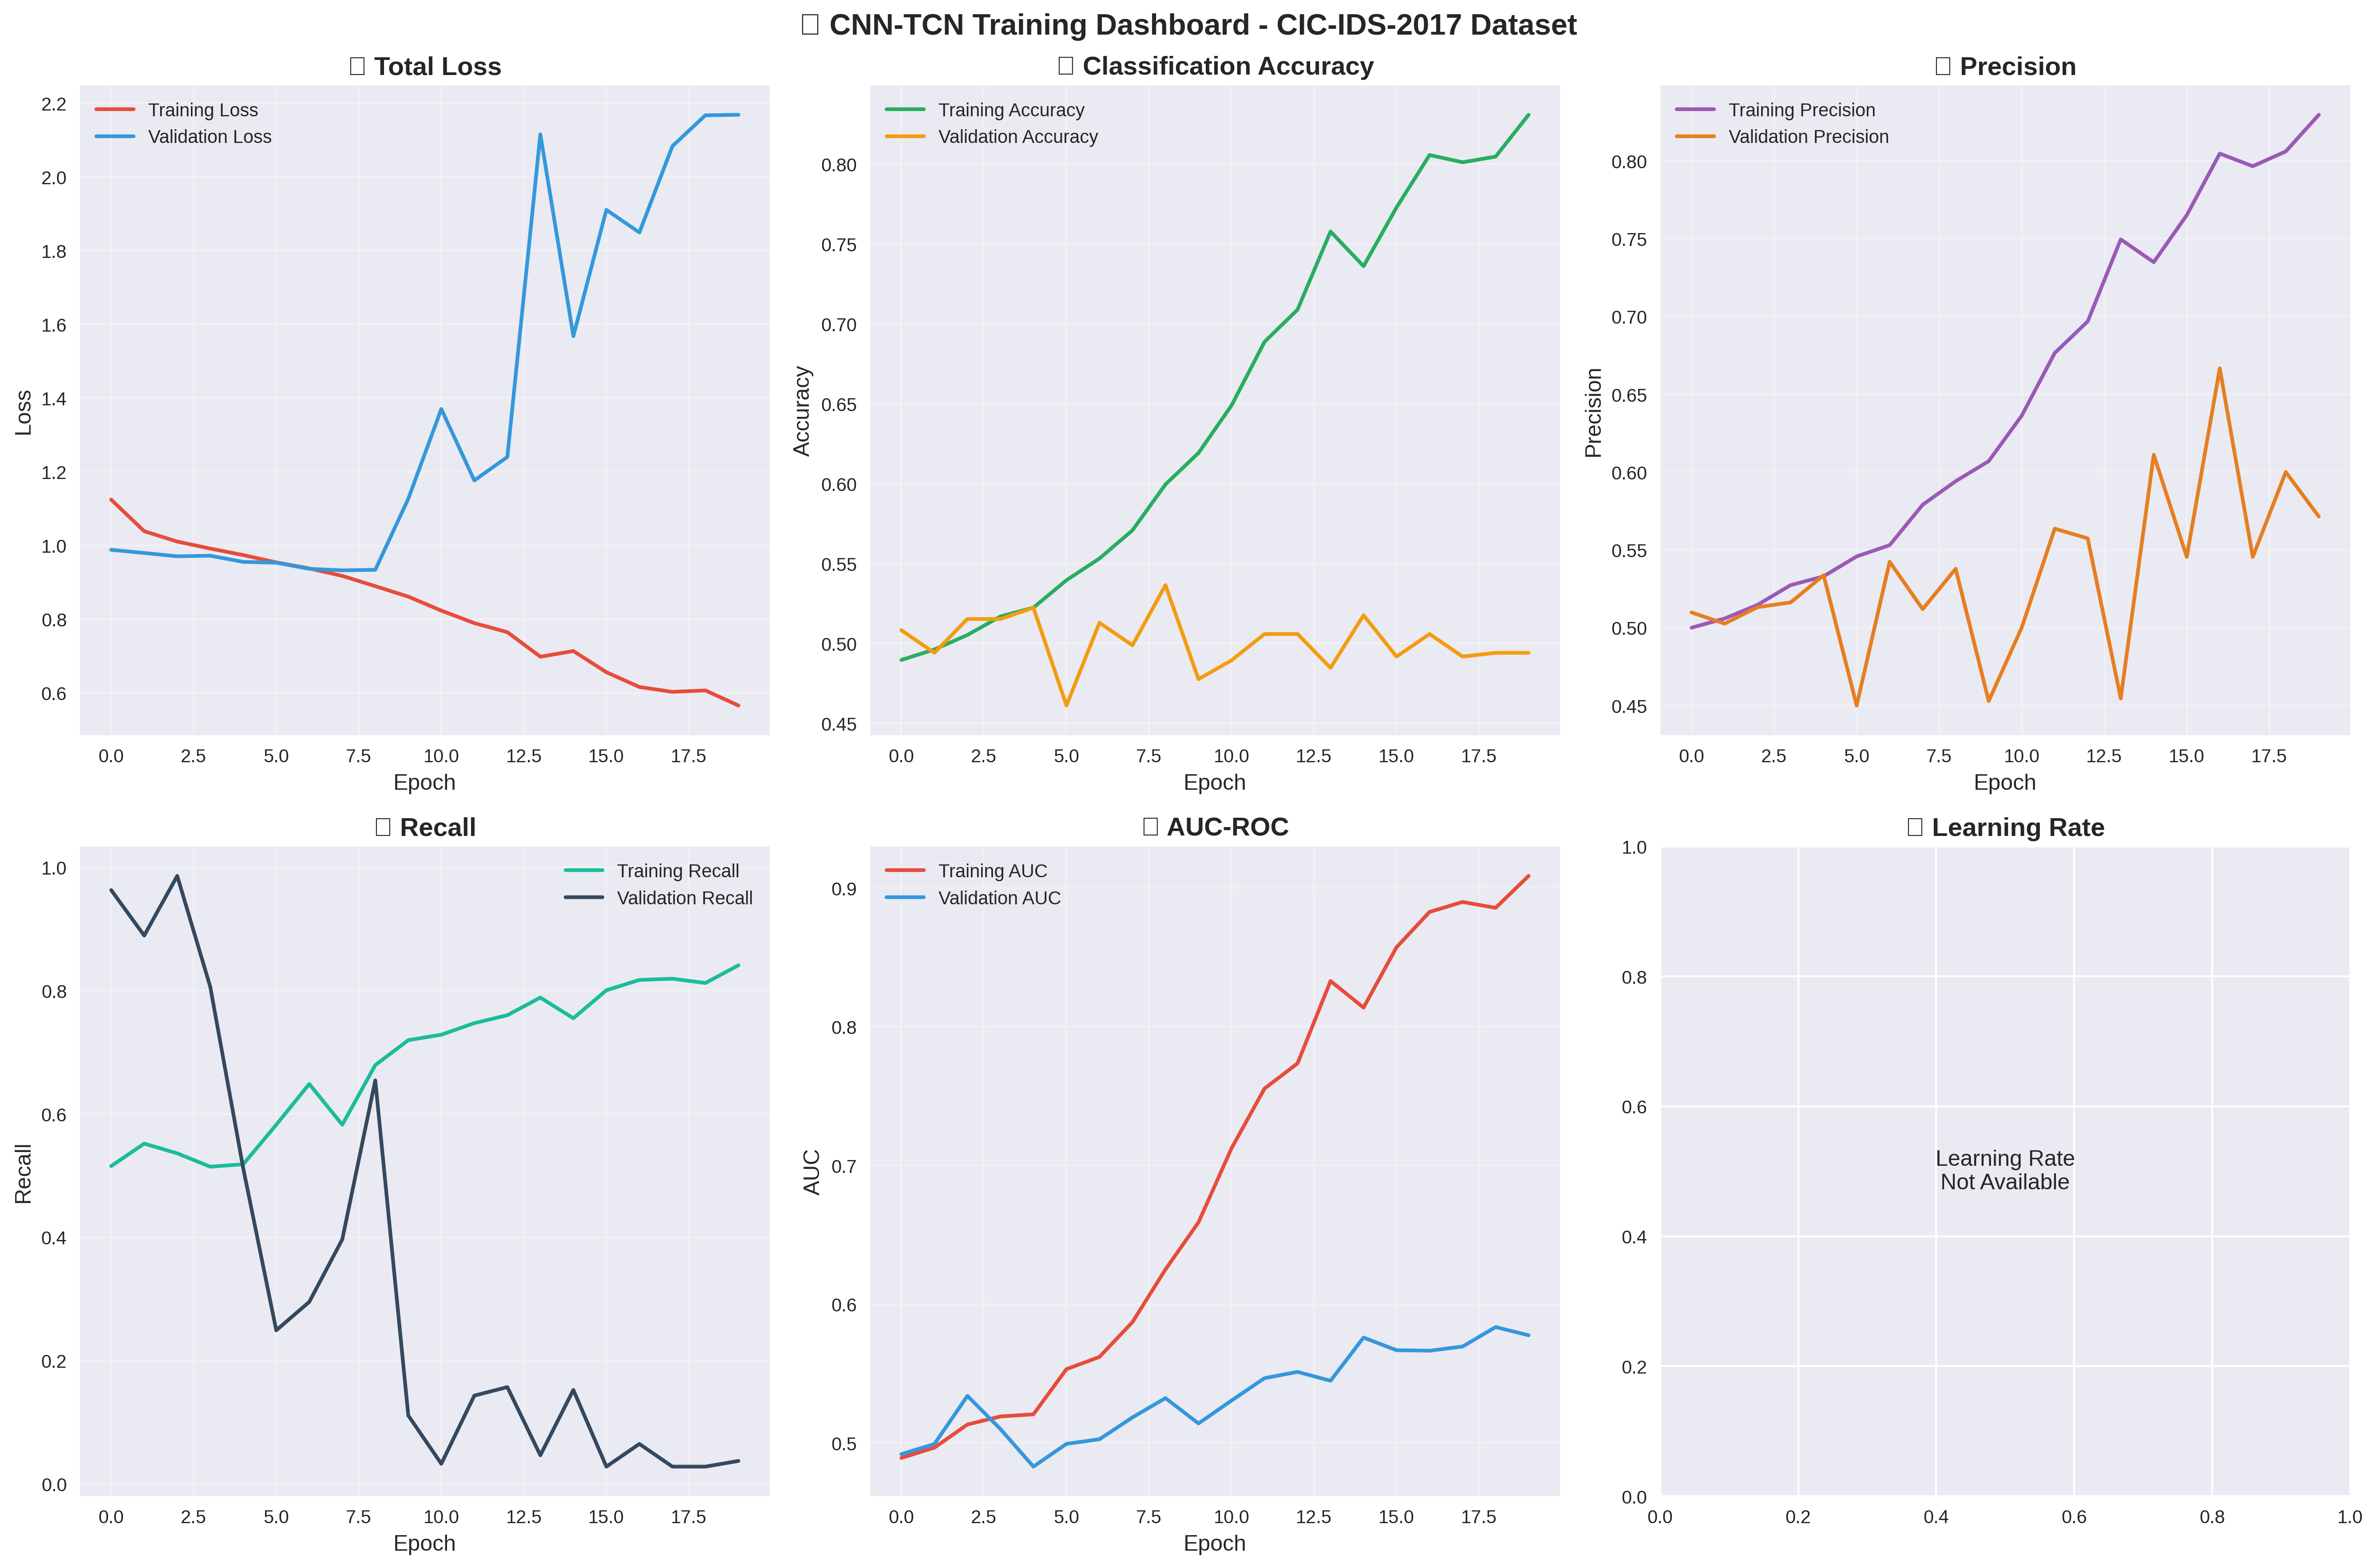 CNN-TCN Training Dashboard - CIC-IDS-2017 Dataset
Total Loss
Training Loss
Validation Loss
2.2
2.0
1.8
1.6
1.4
1.2
1.0
0.8
0.6
Loss
0.0 2.5 5.0 7.5 10.0 12.5 15.0 17.5
Epoch
Classification Accuracy
Training Accuracy
Validation Accuracy
0.80
0.75
0.70
0.65
0.60
0.55
0.50
0.45
Accuracy
0.0 2.5 5.0 7.5 10.0 12.5 15.0 17.5
Epoch
Precision
Training Precision
Validation Precision
0.80
0.75
0.70
0.65
0.60
0.55
0.50
0.45
Precision
0.0 2.5 5.0 7.5 10.0 12.5 15.0 17.5
Epoch
Recall
Training Recall
Validation Recall
1.0
0.8
0.6
0.4
0.2
0.0
Recall
0.0 2.5 5.0 7.5 10.0 12.5 15.0 17.5
Epoch
AUC-ROC
Training AUC
Validation AUC
0.9
0.8
0.7
0.6
0.5
AUC
0.0 2.5 5.0 7.5 10.0 12.5 15.0 17.5
Epoch
Learning Rate
1.0
0.8
0.6
0.4
0.2
0.0
Learning Rate
Not Available
0.0 0.2 0.4 0.6 0.8 1.0